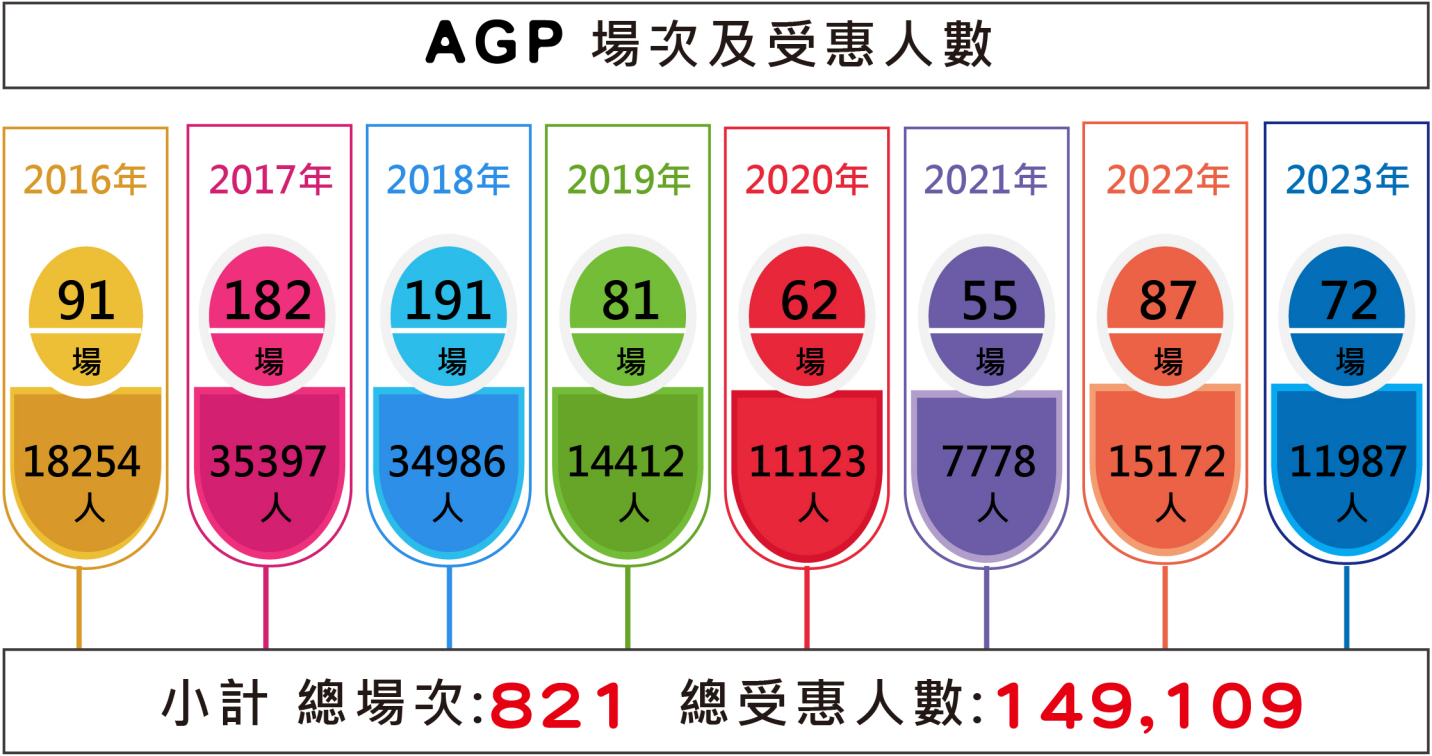 AGP 場次及受惠人數
2016年
91
場
18254
人
2017年
182
場
35397
人
2018年
191
場
34986
人
2019年
81
場
14412
人
2020年
62
場
11123
人
2021年
55
場
7778
人
2022年
87
場
15172
人
2023年
72
場
11987
人
小計 總場次:821 總受惠人數:149,109